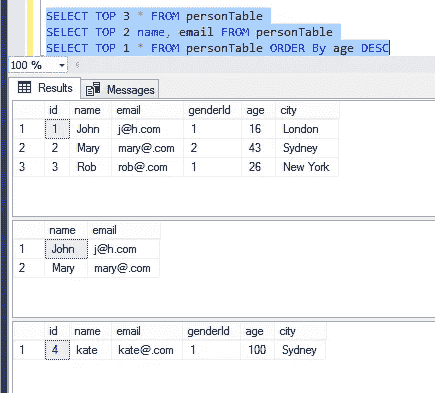 SELECT TOP 3 * FROM personTable
SELECT TOP 2 name, email FROM personTable
SELECT TOP 1 * FROM personTable ORDER By age DESC
100 %
Results Messages
id name email genderId age city
1 1 John j@h.com 1 16 London
2 2 Mary mary@.com 2 43 Sydney
3 3 Rob rob@.com 1 26 New York
name email
1 John j@h.com
2 Mary mary@.com
id name email genderId age city
1 4 kate kate@.com 1 100 Sydney